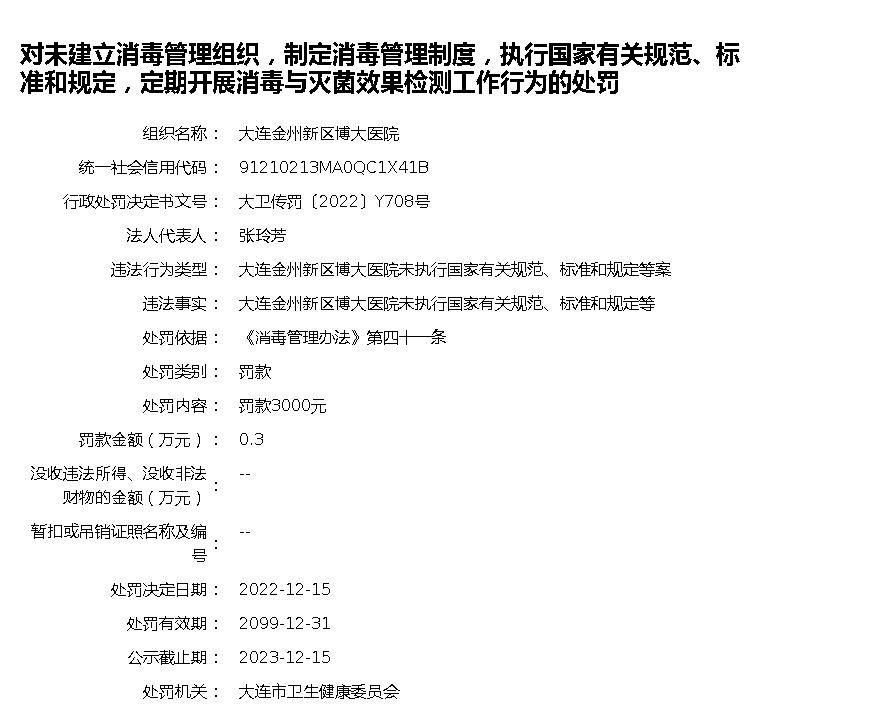 对未建立消毒管理组织，制定消毒管理制度，执行国家有关规范、标
准和规定，定期开展消毒与灭菌效果检测工作行为的处罚
组织名称： 大连金州新区博大医院
统一社会信用代码： 91210213MA0QC1X41B
行政处罚决定书文号： 大卫传罚〔2022〕Y708号
法人代表人： 张玲芳
违法行为类型： 大连金州新区博大医院未执行国家有关规范、标准和规定等案
违法事实： 大连金州新区博大医院未执行国家有关规范、标准和规定等
处罚依据： 《消毒管理办法》第四十一条
处罚类别： 罚款
处罚内容： 罚款3000元
罚款金额（万元）： 0.3
没收违法所得、没收非法
财物的金额（万元）： --
暂扣或吊销证照名称及编
号： --
处罚决定日期： 2022-12-15
处罚有效期： 2099-12-31
公示截止期： 2023-12-15
处罚机关： 大连市卫生健康委员会